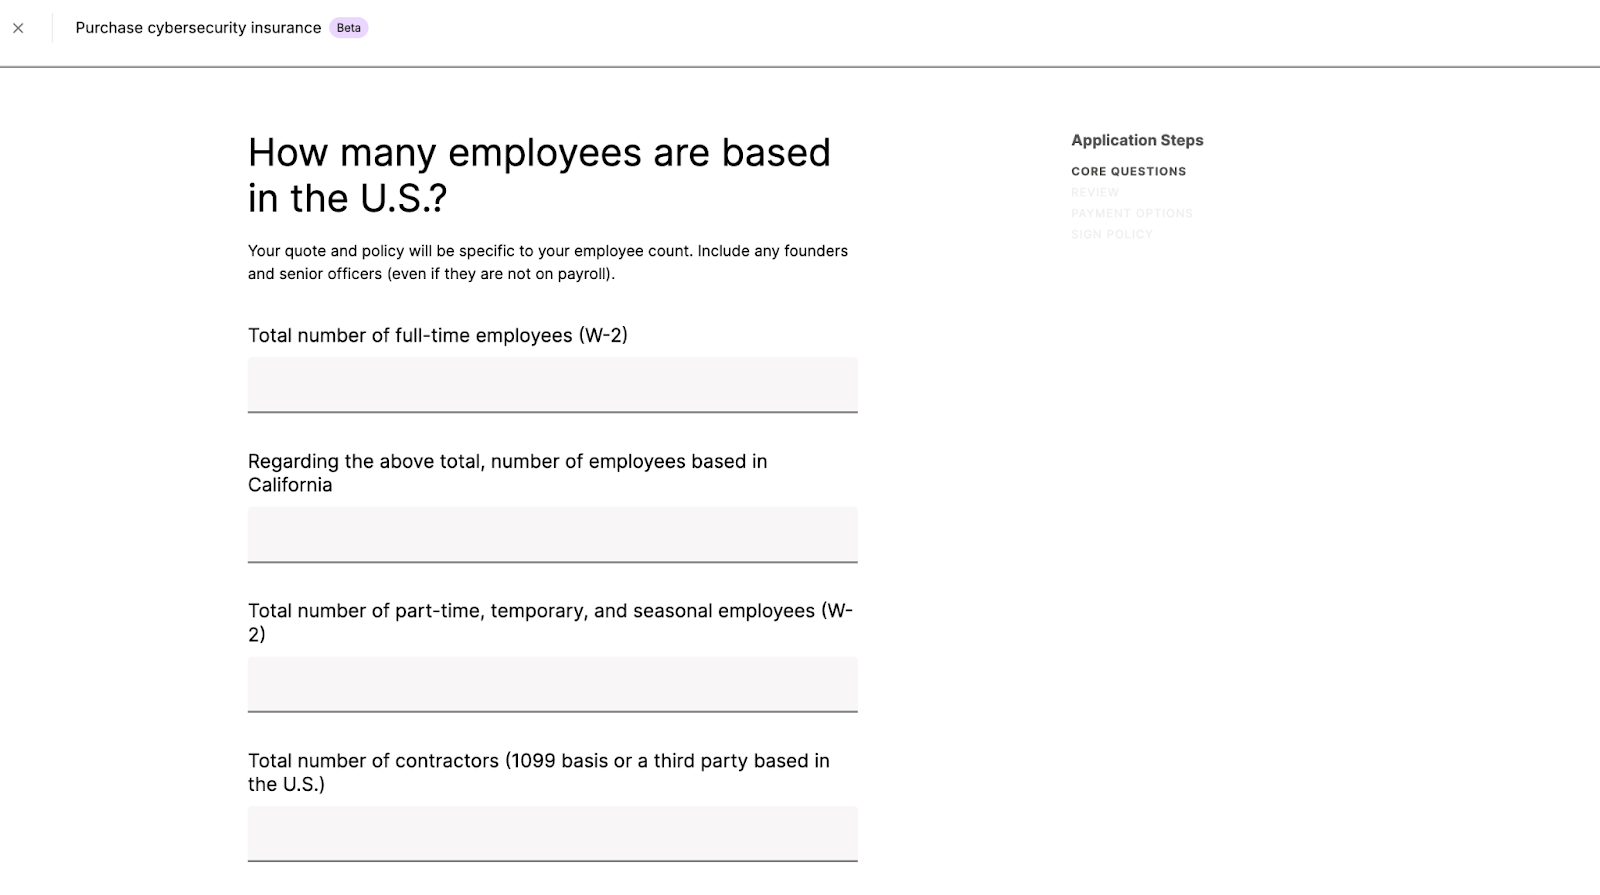 Purchase cybersecurity insurance Beta
How many employees are based
in the U.S.?
Your quote and policy will be specific to your employee count. Include any founders
and senior officers (even if they are not on payroll).
Total number of full-time employees (W-2)
Regarding the above total, number of employees based in
California
Total number of part-time, temporary, and seasonal employees (W-
2)
Total number of contractors (1099 basis or a third party based in
the U.S.)
Application Steps
CORE QUESTIONS
REVIEW
PAYMENT OPTIONS
SIGN POLICY